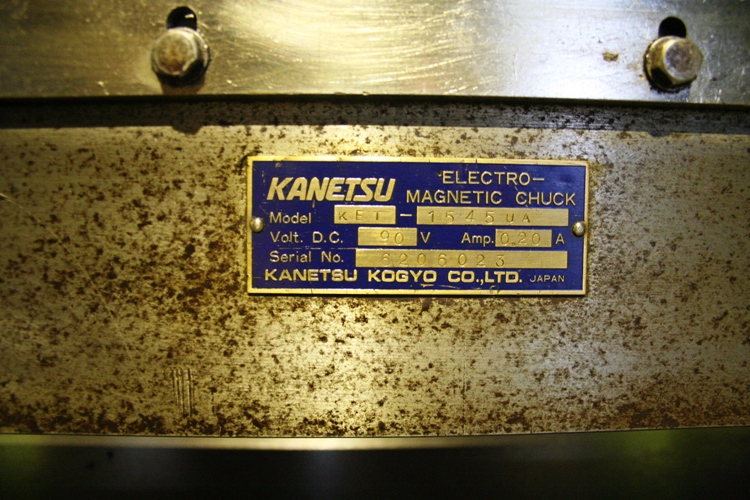 KANETSU ELECTRO-
MAGNETIC CHUCK
Model KET - 1545UA
Volt. D.C. 90 V Amp. 0.20 A
Serial No. 8206023
KANETSU KOGYO CO.,LTD. JAPAN